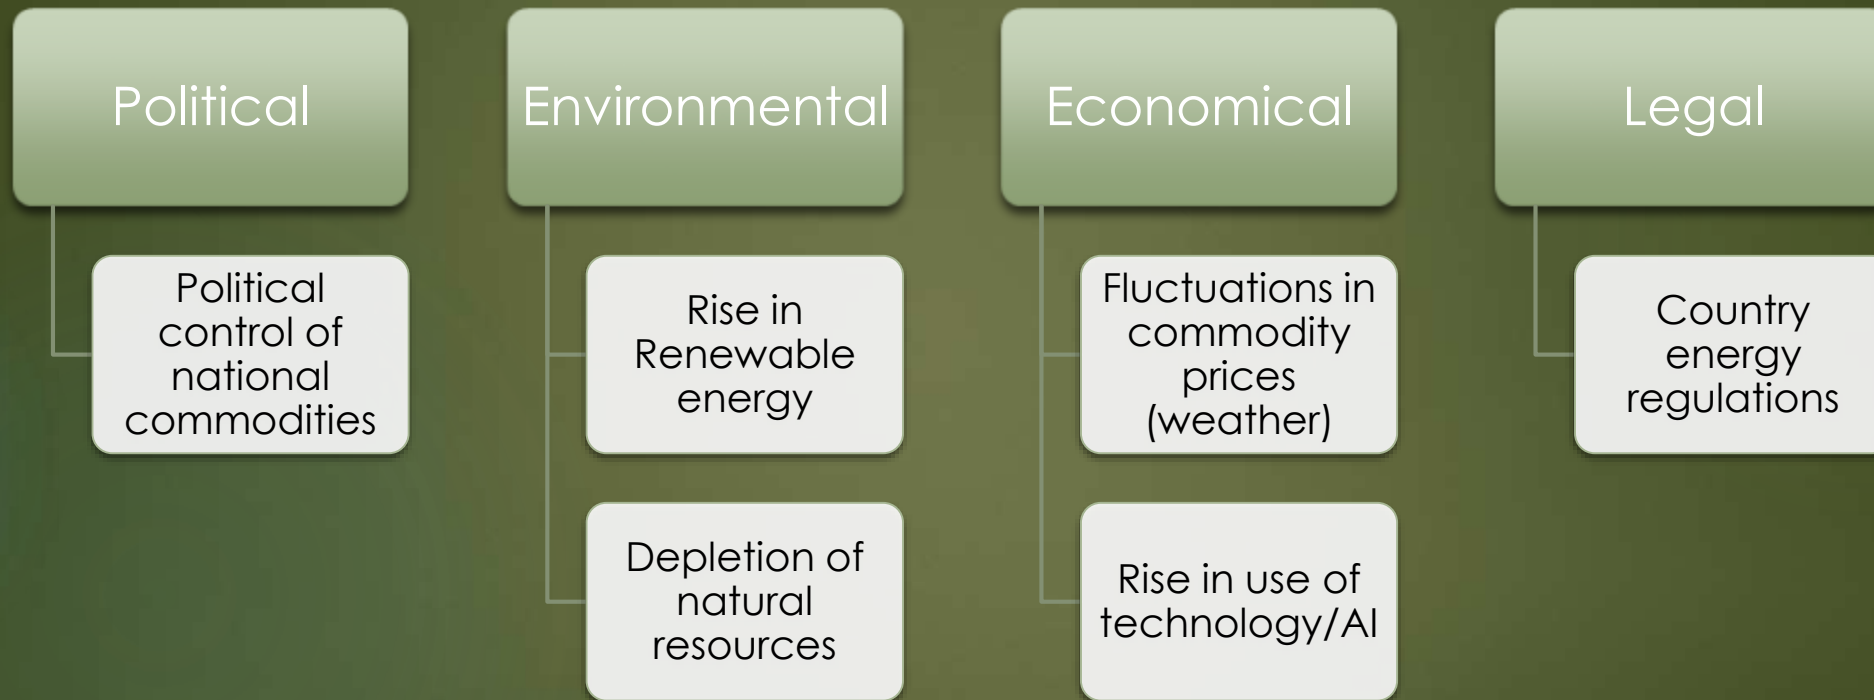 Political
Political
control of
national
commodities
Environmental
Rise in
Renewable
energy
Depletion of
natural
resources
Economical
Fluctuations in
commodity
prices
(weather)
Rise in use of
technology/AI
Legal
Country
energy
regulations